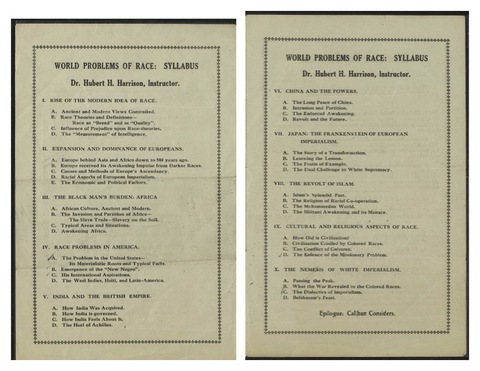 WORLD PROBLEMS OF RACE: SYLLABUS
Dr. Hubert H. Harrison, Instructor.
I. RISE OF THE MODERN IDEA OF RACE.
A. Ancient and Modern Views Controlled.
B. Race Theories and Definitions—
Race as "Breed" and as "Quality".
C. Influence of Prejudice upon Race-theories.
D. The "Measurement" of Intelligence.
II. EXPANSION AND DOMINANCE OF EUROPEANS.
A. Europe behind Asia and Africa down to 500 years ago.
B. Europe received its Awakening Impulse from Darker Races.
C. Causes and Methods of Europe's Ascendancy.
D. Racial Aspects of European Imperialism.
E. The Economic and Political Factors.
III. THE BLACK MAN'S BURDEN: AFRICA
A. African Culture, Ancient and Modern.
B. The Invasion and Partition of Africa—
The Slave Trade—Slavery on the Soil.
C. Typical Areas and Situations.
D. Awakening Africa.
IV. RACE PROBLEMS IN AMERICA.
A. The Problem in the United States—
Its Materialistic Roots and Typical Facts.
B. Emergence of the "New Negro".
C. His International Aspirations.
D. The West Indies, Haiti, and Latin-America.
V. INDIA AND THE BRITISH EMPIRE.
A. How India Was Acquired.
B. How India is governed.
C. How India Feels About It.
D. The Heel of Achilles.
WORLD PROBLEMS OF RACE: SYLLABUS
Dr. Hubert H. Harrison, Instructor.
VI. CHINA AND THE POWERS.
A. The Long Peace of China.
B. Intrusion and Partition.
C. The Enforced Awakening.
D. Revolt and the Future.
VII. JAPAN: THE FRANKENSTEIN OF EUROPEAN
IMPERIALISM.
A. The Story of a Transformation.
B. Learning the Lesson.
C. The Fruits of Example.
D. The Dual Challenge to White Supremacy.
VIII. THE REVOLT OF ISLAM.
A. Islam's Splendid Past.
B. The Religion of Racial Co-operation.
C. The Mohammedan World.
D. The Militant Awakening and its Menace.
IX. CULTURAL AND RELIGIOUS ASPECTS OF RACE.
A. How Old is Civilization?
B. Civilization Credited by Colored Races.
C. The Conflict of Cultures.
D. The Essence of the Missionary Problem.
X. THE NEMESIS OF WHITE IMPERIALISM.
A. Passing the Peak.
B. What the War Revealed to the Colored Races.
C. The Dialectics of Imperialism.
D. Belshazzar's Feast.
Epilogue: Caliban Considers.